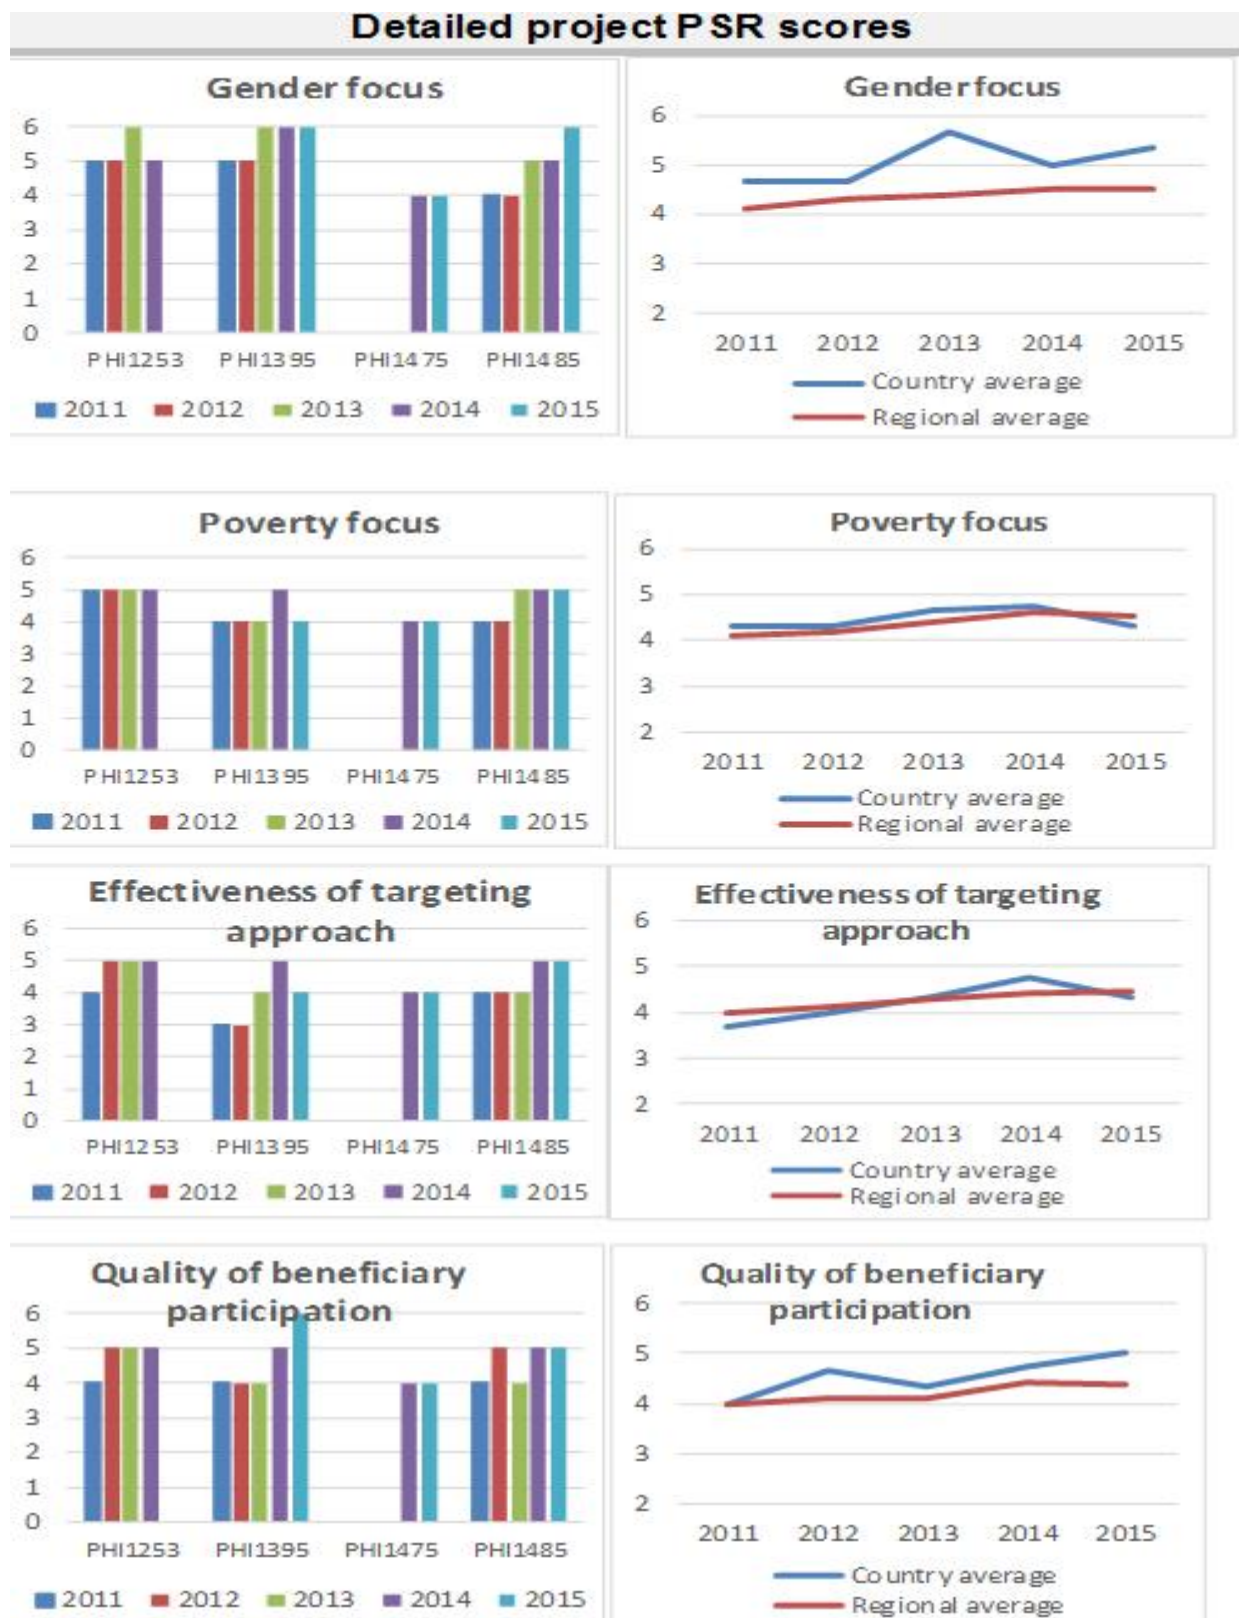 Detailed project PSR scores
Gender focus
6
5
4
3
2
1
0
PHI1253 PHI1395 PHI1475 PHI1485
2011 2012 2013 2014 2015
Gender focus
6
5
4
3
2
2011 2012 2013 2014 2015
Country average
Regional average
Poverty focus
6
5
4
3
2
1
0
PHI1253 PHI1395 PHI1475 PHI1485
2011 2012 2013 2014 2015
Poverty focus
6
5
4
3
2
2011 2012 2013 2014 2015
Country average
Regional average
Effectiveness of targeting
approach
6
5
4
3
2
1
0
PHI1253 PHI1395 PHI1475 PHI1485
2011 2012 2013 2014 2015
Effectiveness of targeting
approach
6
5
4
3
2
2011 2012 2013 2014 2015
Country average
Regional average
Quality of beneficiary
participation
6
5
4
3
2
1
0
PHI1253 PHI1395 PHI1475 PHI1485
2011 2012 2013 2014 2015
Quality of beneficiary
participation
6
5
4
3
2
2011 2012 2013 2014 2015
Country average
Regional average